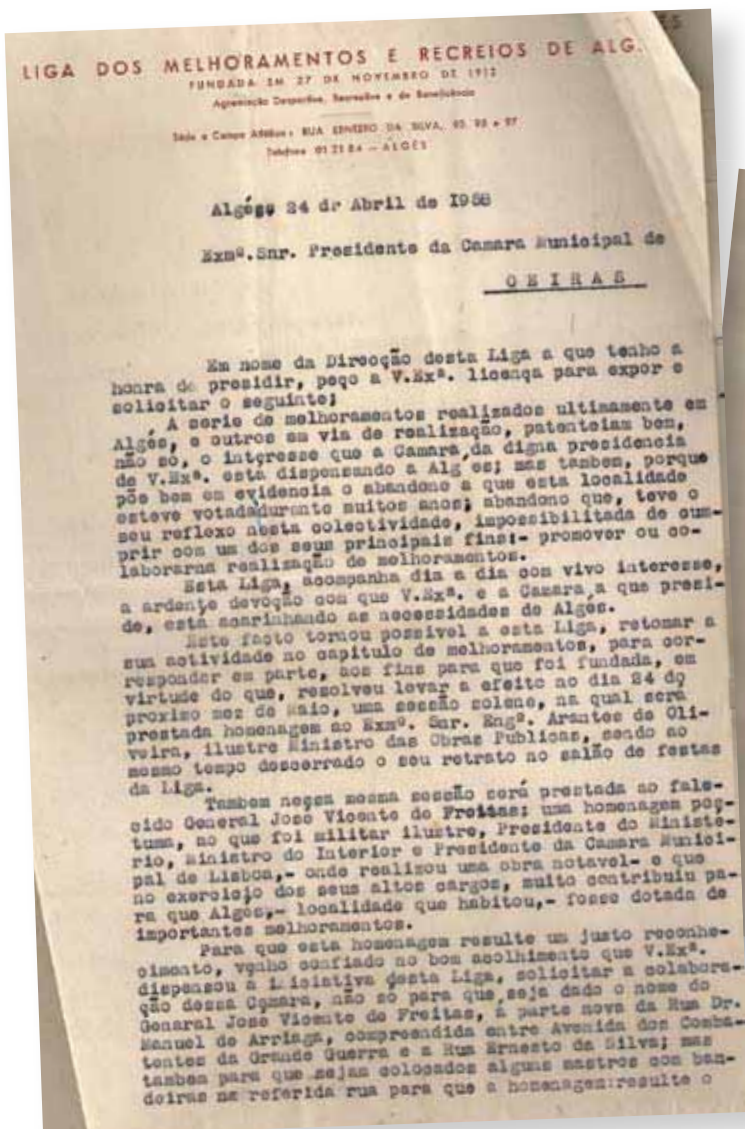 LIGA DOS MELHORAMENTOS E RECREIOS DE ALG.
FUNDADA EM 27 DE NOVEMBRO DE 1912
Agremiação Desportiva, Recreativa e de Beneficência
Séde e Campo Atlético: RUA ERNESTO DA SILVA, 95 e 97
Telefone 01 21 84 — ALGÉS
Algés, 24 de Abril de 1958
Exmº. Snr. Presidente da Camara Municipal de
OEIRAS
Em nome da Direcção desta Liga a que tenho a
honra de presidir, peço a V.Exª. licença para expor e
solicitar o seguinte;
A serie de melhoramentos realizados ultimamente em
Algés, e outros em via de realização, patenteiam bem,
não só, o interesse que a Camara da digna presidencia
de V.Exª. está dispensando a Alg es; mas tambem, porque
põe bem em evidencia o abandono a que esta localidade
esteve votadadurante muitos anos; abandono que, teve o
seu reflexo nesta colectividade, impossibilitada de cum-
prir com um dos seus principais fins:- promover ou co-
laborarna realização de melhoramentos.
Esta Liga, acompanha dia a dia com vivo interesse,
a ardente devoção com que V.Exª. e a Camara a que presi-
de, está acarinhando as necessidades de Algés.
Este facto tornou possivel a esta Liga, retomar a
sua actividade no capitulo de melhoramentos, para cor-
responder em parte, aos fins para que foi fundada, em
virtude do que, resolveu levar a efeito no dia 24 do
proximo mez de Maio, uma sessão solene, na qual será
prestada homenagem ao Exmº. Snr. Engº. Arantes de Oli-
veira, ilustre Ministro das Obras Publicas, sendo ao
mesmo tempo descerrado o seu retrato no salão de festas
da Liga.
Tambem nessa mesma sessão será prestada ao fale-
cido General José Vicente de Freitas; uma homenagem pos-
tuma, ao que foi militar ilustre, Presidente do Ministe-
rio, Ministro do Interior e Presidente da Camara Munici-
pal de Lisboa,- onde realizou uma obra notavel- e que
no exercicio dos seus altos cargos, muito contribuiu pa-
ra que Algés,- localidade que habitou,- fosse dotada de
importantes melhoramentos.
Para que esta homenagem resulte um justo reconhe-
cimento, venho confiado no bom acolhimento que V.Exª.
dispensou á iniciativa desta Liga, solicitar a colabora-
ção dessa Camara, não só para que seja dado o nome do
General José Vicente de Freitas, á parte nova da Rua Dr.
Manuel de Arriaga, compreendida entre Avenida dos Comba-
tentes da Grande Guerra e a Rua Ernesto da Silva; mas
tambem para que sejam colocados alguns mastros com ban-
deiras na referida rua para que a homenagem resulte o